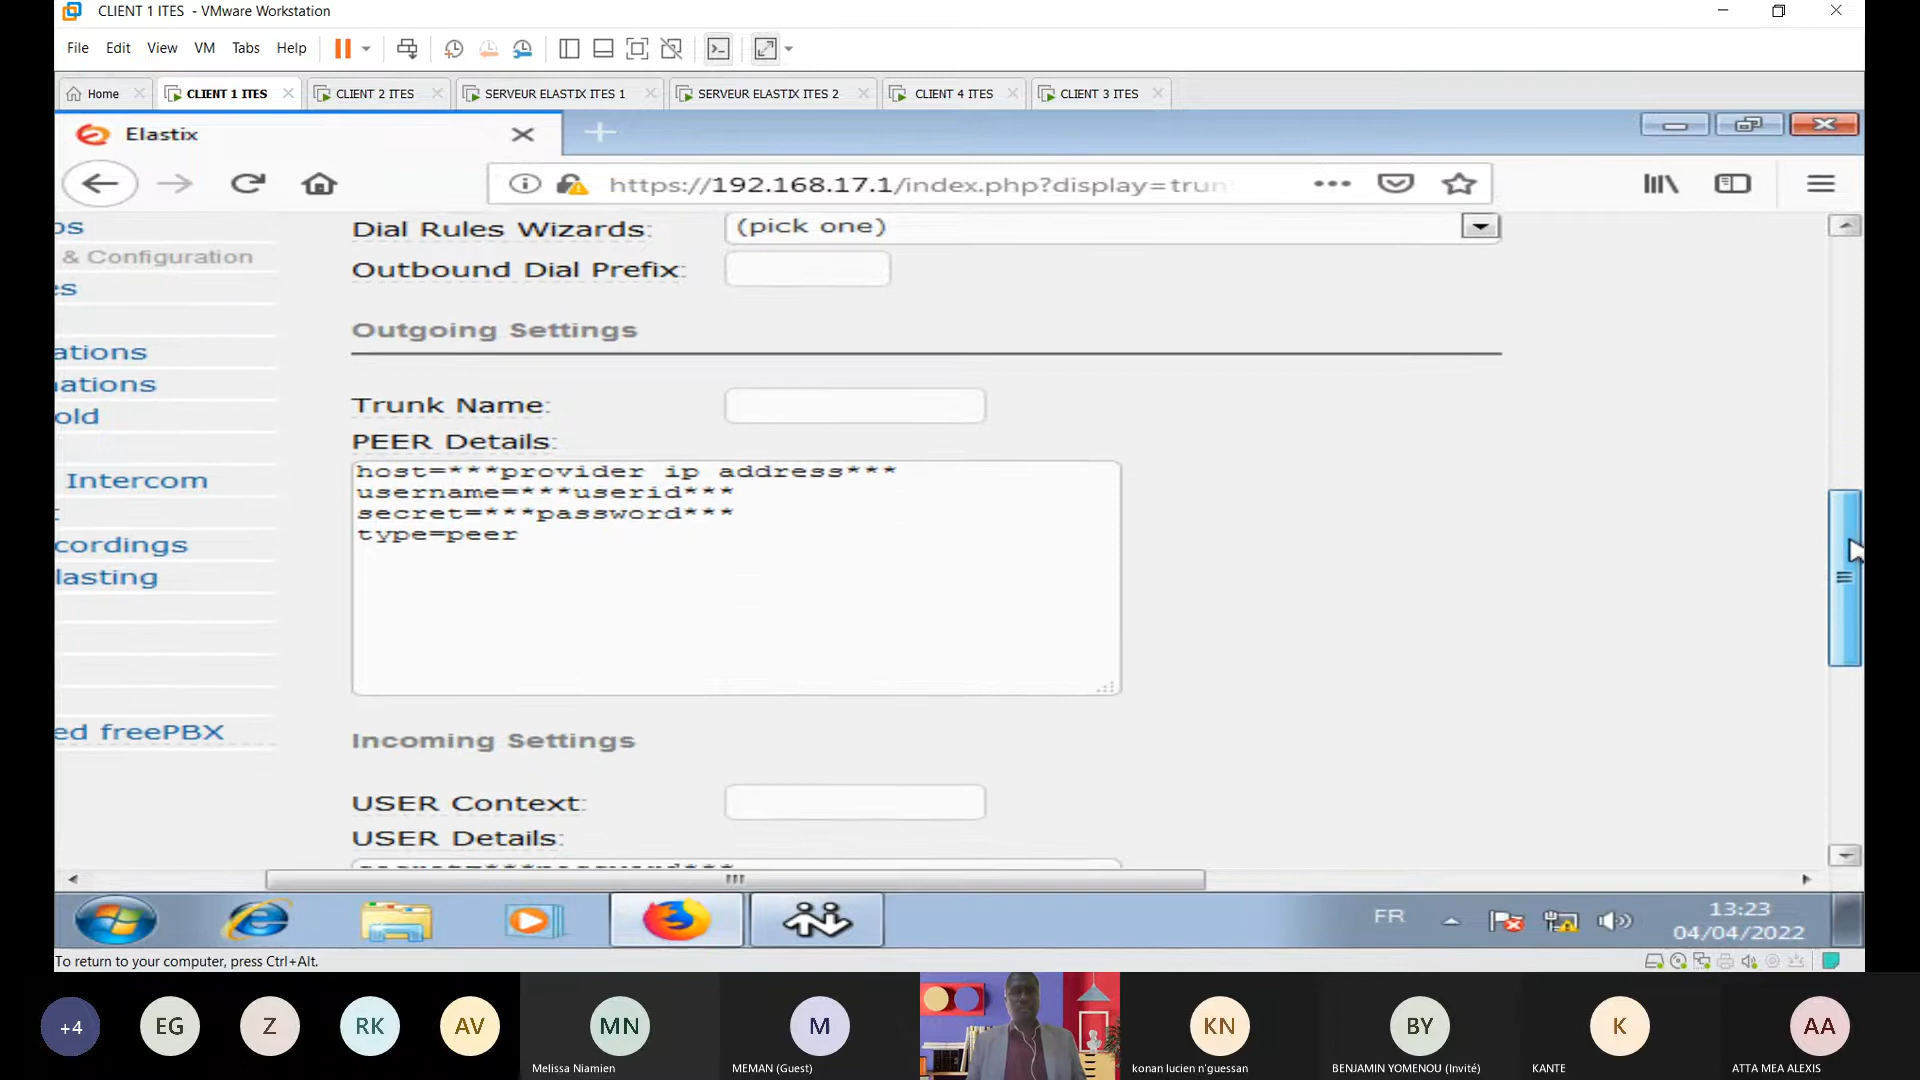 CLIENT 1 ITES - VMware Workstation
File Edit View VM Tabs Help
Home CLIENT 1 ITES CLIENT 2 ITES SERVEUR ELASTIX ITES 1 SERVEUR ELASTIX ITES 2 CLIENT 4 ITES CLIENT 3 ITES
Elastix
https://192.168.17.1/index.php?display=trun
Dial Rules Wizards: (pick one)
& Configuration
Outbound Dial Prefix:
es
Outgoing Settings
ations
nations
old
Trunk Name:
PEER Details:
host=***provider ip address***
username=***userid***
secret=***password***
type=peer
Intercom
cordings
lasting
ed freePBX
Incoming Settings
USER Context:
USER Details:
secret=***password***
FR
13:23
04/04/2022
To return to your computer, press Ctrl+Alt.
+4 EG Z RK AV MN M KN BY K AA
Melissa Niamien MEMAN (Guest) konan lucien n'guessan BENJAMIN YOMENOU (Invité) KANTE ATTA MEA ALEXIS